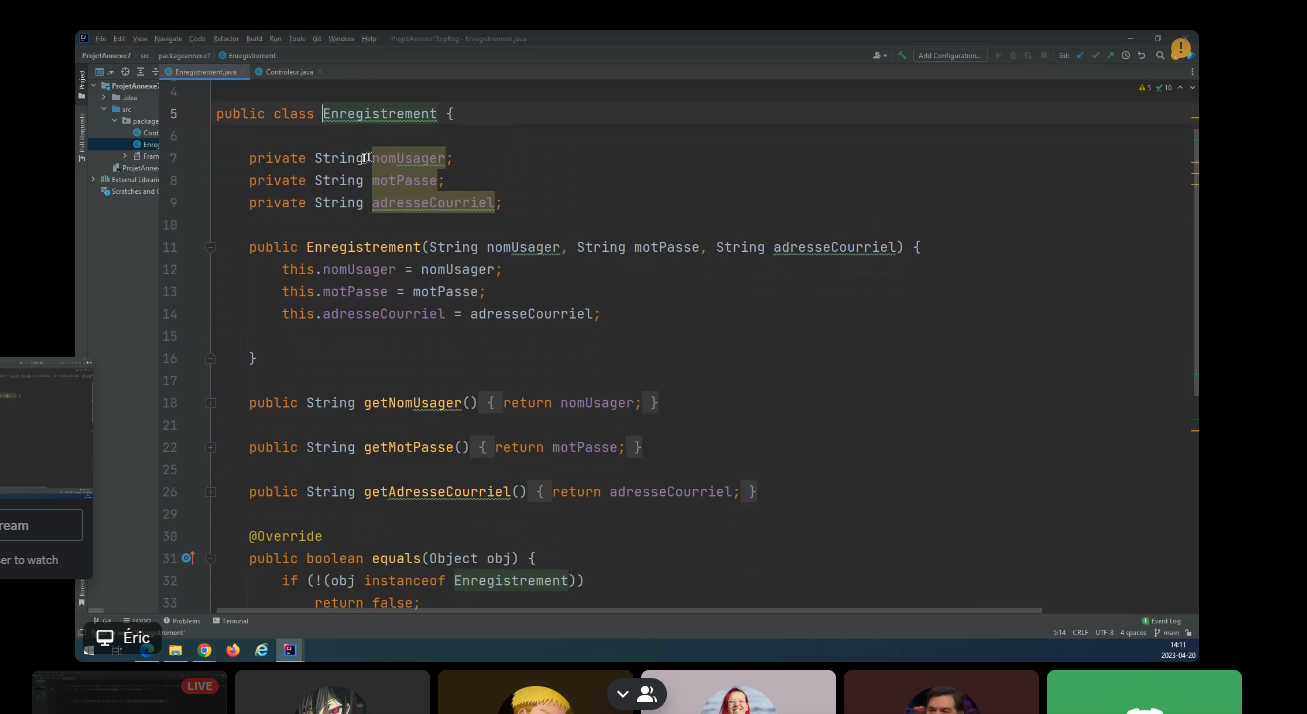 File Edit View Navigate Code Refactor Build Run Tools Git Window Help ProjetAnnexe7ExpReg - Enregistrement.java
ProjetAnnexe7 src packageannexe7 Enregistrement Add Configuration... Git:
Project Enregistrement.java Controleur.java
ProjetAnnexe
.idea
src
package
Cont
Enreg
Fram
ProjetAnnex
External Libraries
Scratches and C
Pull Requests
5 10
4
5 public class Enregistrement {
6
7 private String nomUsager;
8 private String motPasse;
9 private String adresseCourriel;
10
11 public Enregistrement(String nomUsager, String motPasse, String adresseCourriel) {
12 this.nomUsager = nomUsager;
13 this.motPasse = motPasse;
14 this.adresseCourriel = adresseCourriel;
15
16 }
17
18 public String getNomUsager() { return nomUsager; }
21
22 public String getMotPasse() { return motPasse; }
25
26 public String getAdresseCourriel() { return adresseCourriel; }
29
30 @Override
31 public boolean equals(Object obj) {
32 if (!(obj instanceof Enregistrement))
33 return false;
ream
ser to watch
Git TODO Problems Terminal Event Log
5:14 CRLF UTF-8 4 spaces main
Éric
14:11
2023-04-20
LIVE